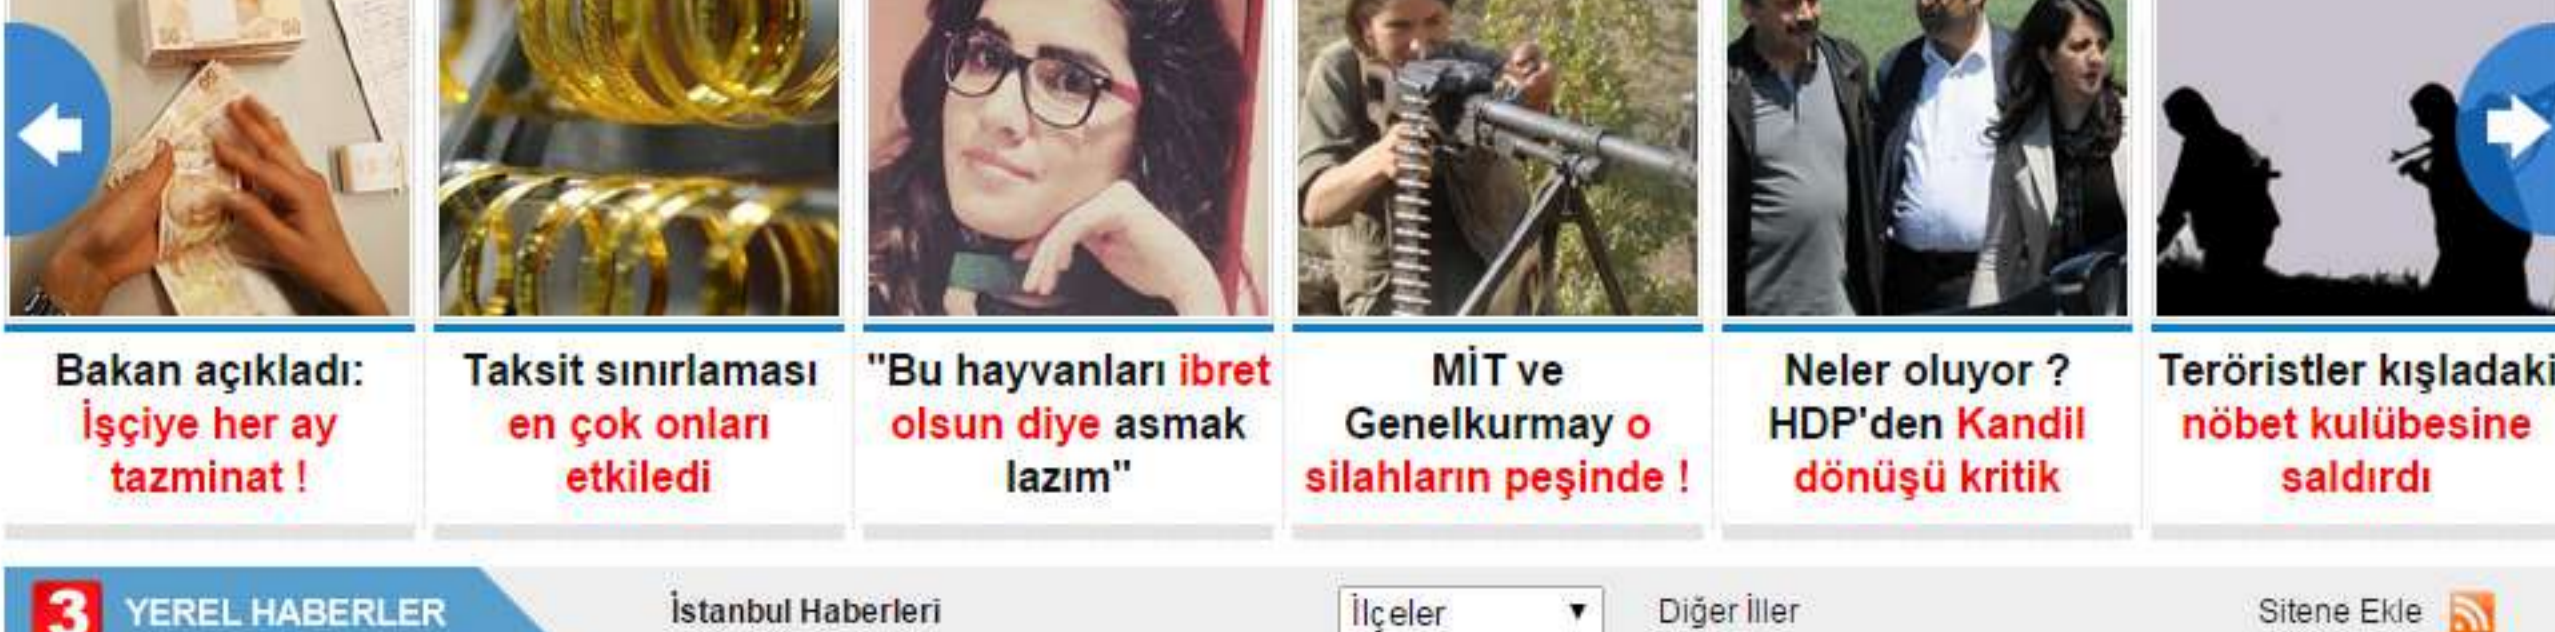 Bakan açıkladı:
İşçiye her ay
tazminat !
Taksit sınırlaması
en çok onları
etkiledi
"Bu hayvanları ibret
olsun diye asmak
lazım"
MİT ve
Genelkurmay o
silahların peşinde !
Neler oluyor ?
HDP'den Kandil
dönüşü kritik
Teröristler kışladaki
nöbet kulübesine
saldırdı
3 YEREL HABERLER
İstanbul Haberleri
İlçeler
Diğer İller
Sitene Ekle